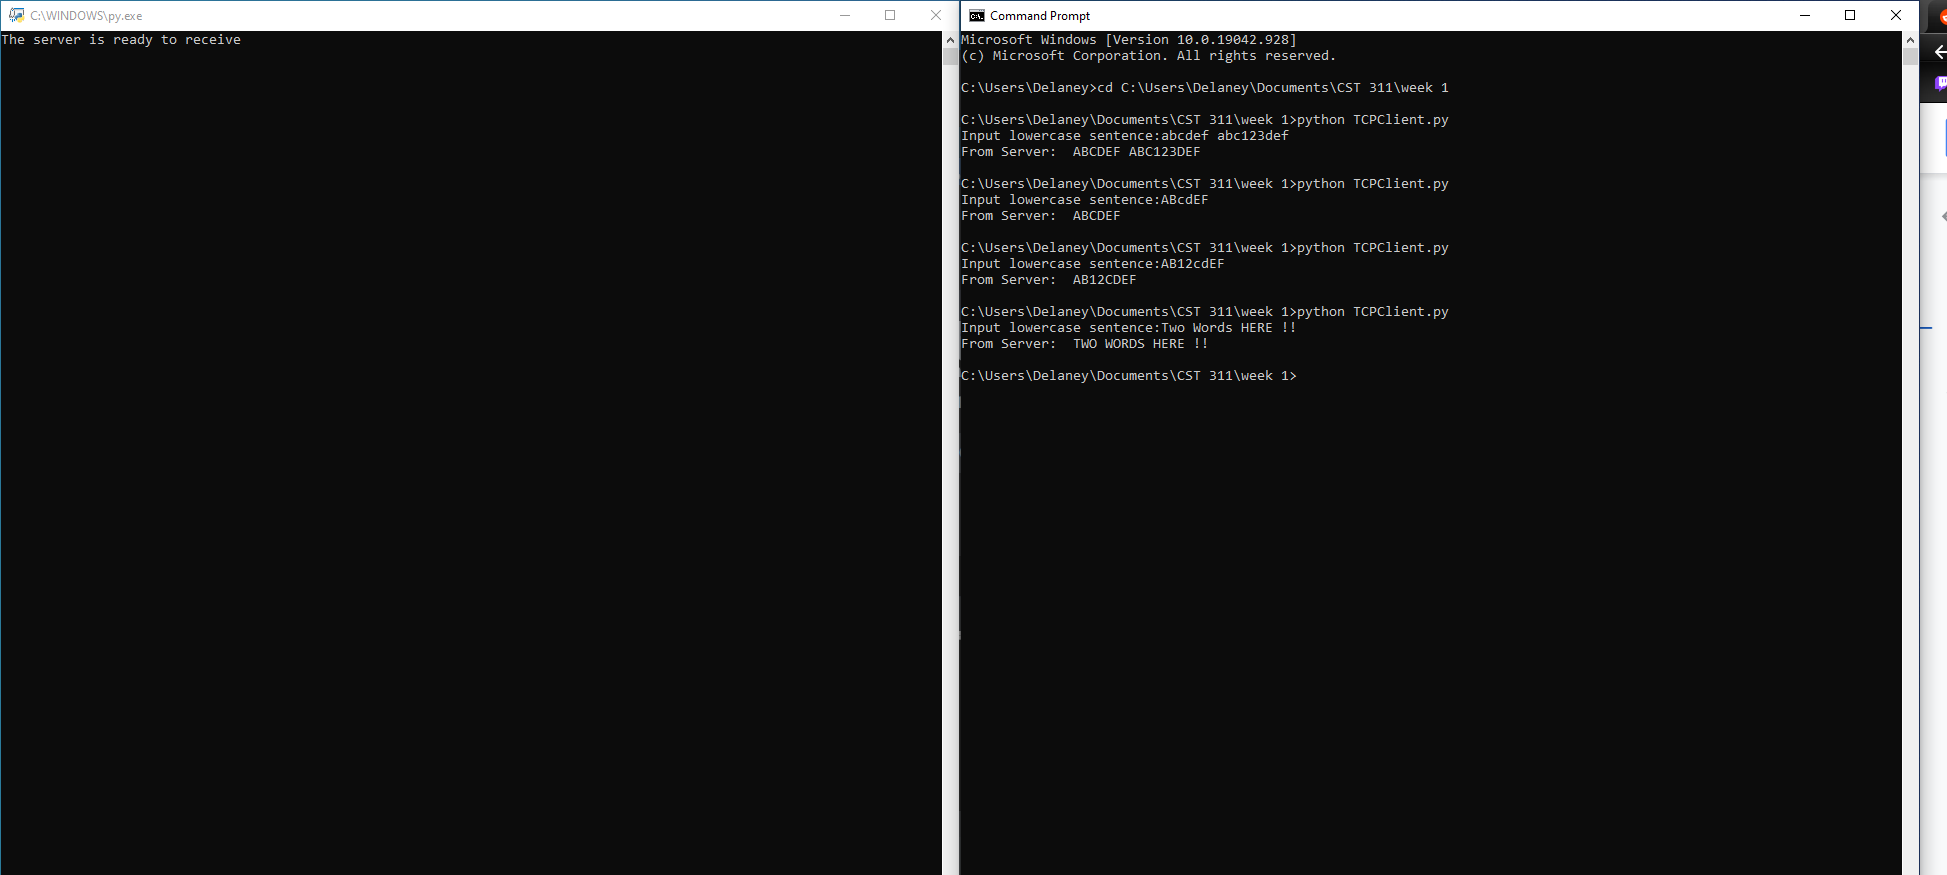 C:\WINDOWS\py.exe
The server is ready to receive
Command Prompt
Microsoft Windows [Version 10.0.19042.928]
(c) Microsoft Corporation. All rights reserved.
C:\Users\Delaney>cd C:\Users\Delaney\Documents\CST 311\week 1
C:\Users\Delaney\Documents\CST 311\week 1>python TCPClient.py
Input lowercase sentence:abcdef abc123def
From Server:  ABCDEF ABC123DEF
C:\Users\Delaney\Documents\CST 311\week 1>python TCPClient.py
Input lowercase sentence:ABcdEF
From Server:  ABCDEF
C:\Users\Delaney\Documents\CST 311\week 1>python TCPClient.py
Input lowercase sentence:AB12cdEF
From Server:  AB12CDEF
C:\Users\Delaney\Documents\CST 311\week 1>python TCPClient.py
Input lowercase sentence:Two Words HERE !!
From Server:  TWO WORDS HERE !!
C:\Users\Delaney\Documents\CST 311\week 1>